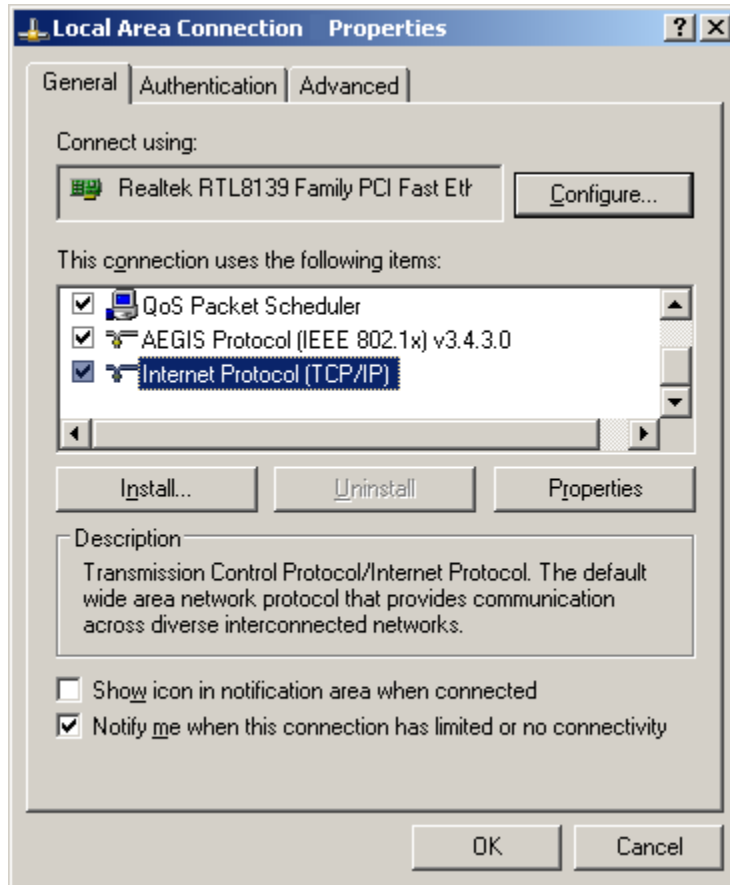 Local Area Connection Properties
General Authentication Advanced
Connect using:
Realtek RTL8139 Family PCI Fast Eth Configure...
This connection uses the following items:
QoS Packet Scheduler
AEGIS Protocol (IEEE 802.1x) v3.4.3.0
Internet Protocol (TCP/IP)
Install... Uninstall Properties
Description
Transmission Control Protocol/Internet Protocol. The default
wide area network protocol that provides communication
across diverse interconnected networks.
Show icon in notification area when connected
Notify me when this connection has limited or no connectivity
OK Cancel